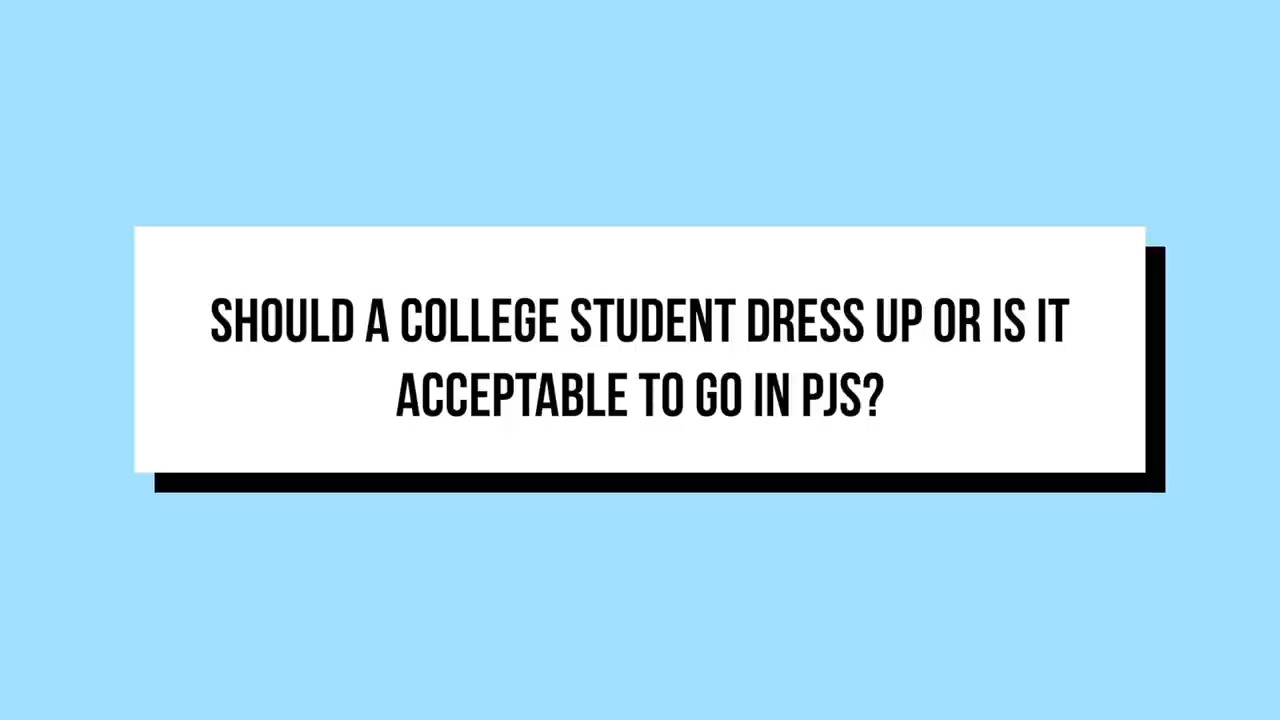 SHOULD A COLLEGE STUDENT DRESS UP OR IS IT
ACCEPTABLE TO GO IN PJS?